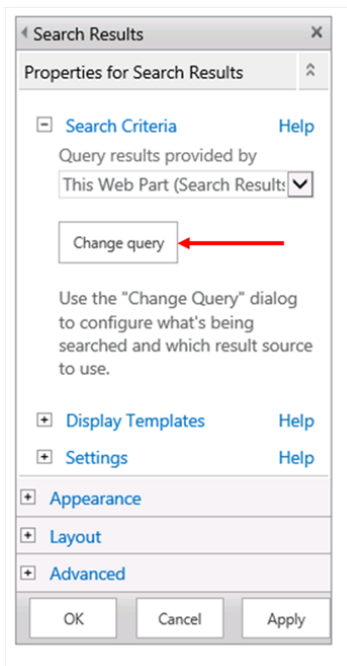 Search Results
Properties for Search Results
Search Criteria Help
Query results provided by
This Web Part (Search Results
Change query
Use the "Change Query" dialog
to configure what's being
searched and which result source
to use.
Display Templates Help
Settings Help
Appearance
Layout
Advanced
OK Cancel Apply